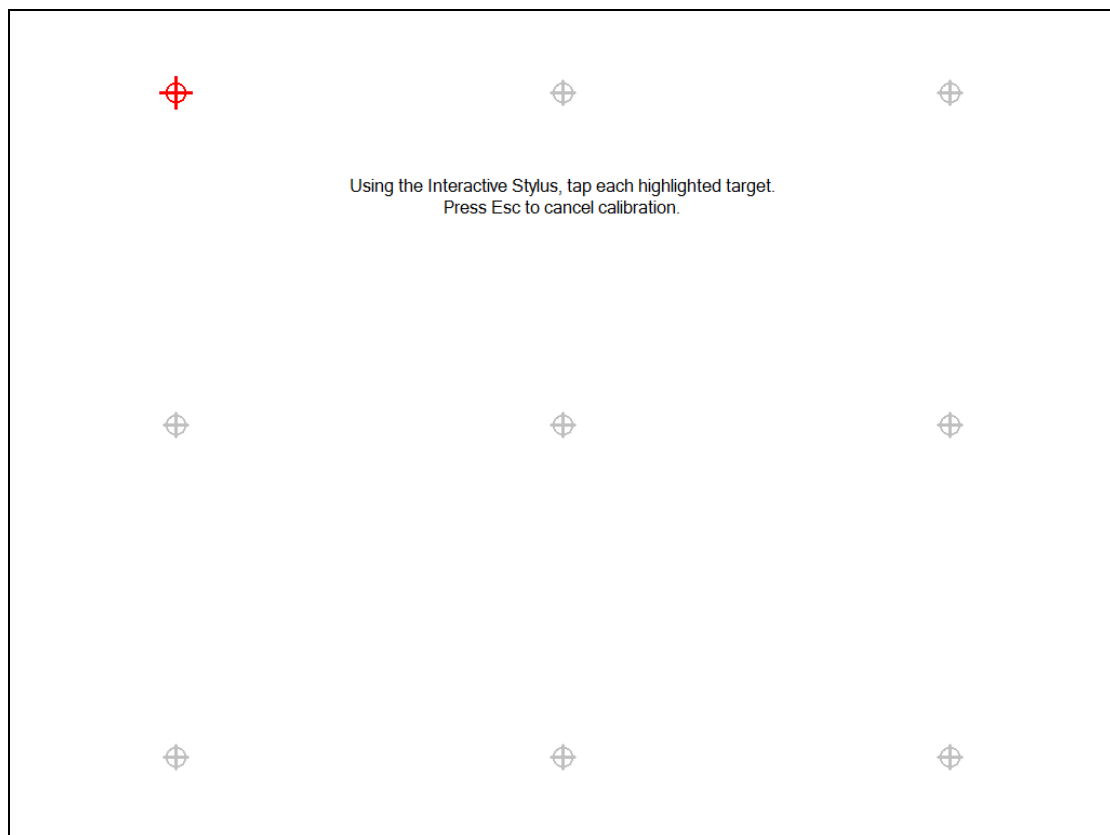 Using the Interactive Stylus, tap each highlighted target.
Press Esc to cancel calibration.